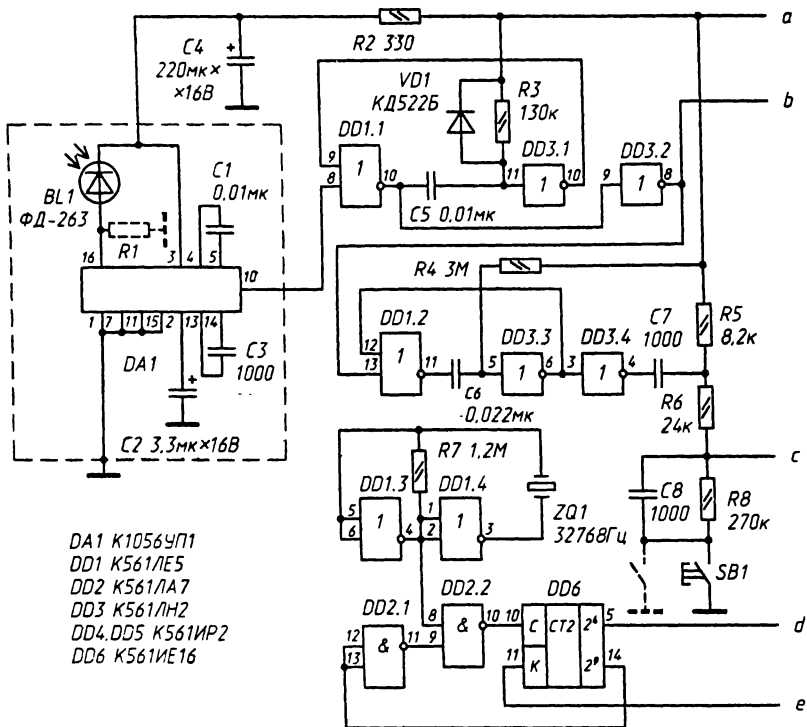 R2 330
a
C4
220мк×
×16В
VD1
КД522Б
R3
130к
b
DD1.1
DD3.1
DD3.2
9
8
1
10
11
1
10
9
1
8
C5 0,01мк
C1
0,01мк
BL1
ФД-263
R1
16
3
4
5
10
1
7
11
15
2
13
14
DA1
C3
1000
C2 3,3мк×16В
R4 3М
DD1.2
DD3.3
DD3.4
C7
1000
R5
8,2к
12
13
1
11
5
1
6
3
1
4
C6
0,022мк
R6
24к
c
R7 1,2М
DD1.3
DD1.4
5
6
1
4
1
2
1
3
ZQ1
32768Гц
C8
1000
R8
270к
SB1
DA1 К1056УП1
DD1 К561ЛЕ5
DD2 К561ЛА7
DD3 К561ЛН2
DD4,DD5 К561ИР2
DD6 К561ИЕ16
DD2.1
DD2.2
DD6
12
13
&
11
8
9
&
10
10
C
CT2
2⁴
5
d
11
K
2⁹
14
e